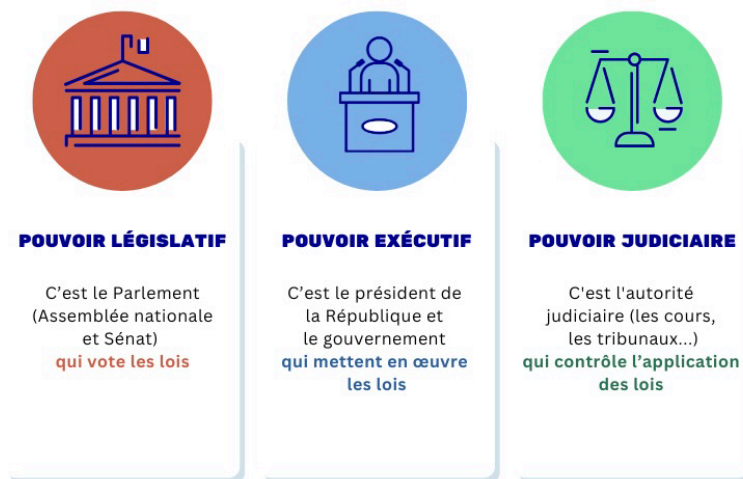 POUVOIR LÉGISLATIF
C’est le Parlement
(Assemblée nationale
et Sénat)
qui vote les lois
POUVOIR EXÉCUTIF
C’est le président de
la République et
le gouvernement
qui mettent en œuvre
les lois
POUVOIR JUDICIAIRE
C'est l'autorité
judiciaire (les cours,
les tribunaux...)
qui contrôle l’application
des lois